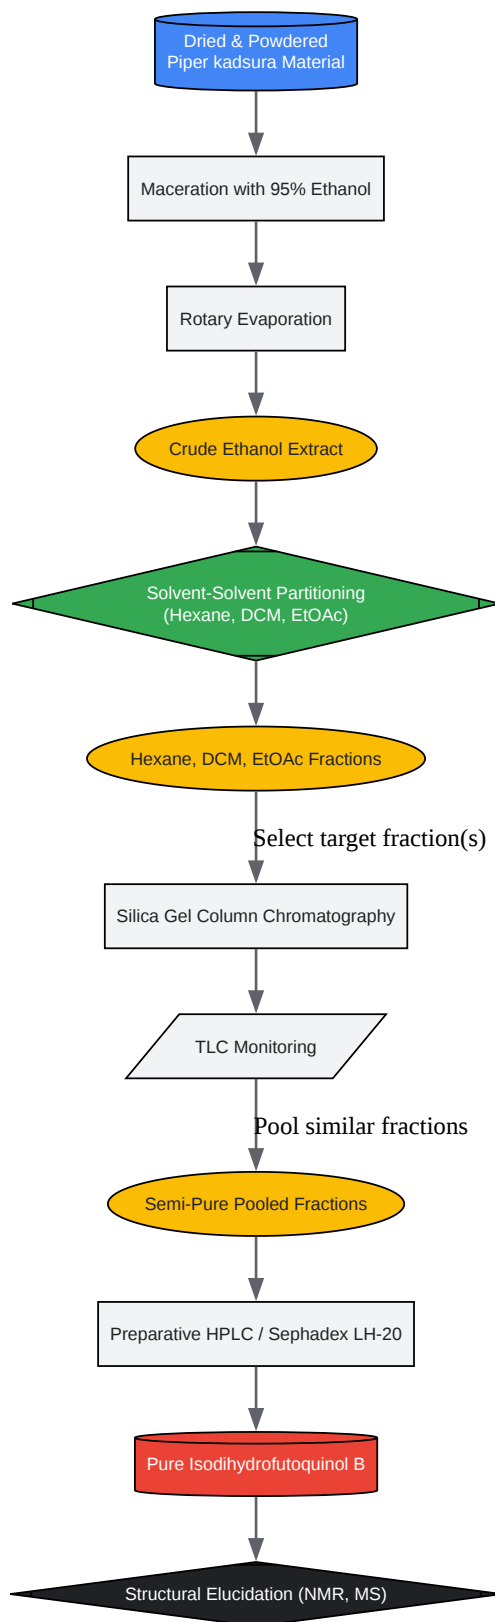 Dried & Powdered
Piper kadsura Material
Maceration with 95% Ethanol
Rotary Evaporation
Crude Ethanol Extract
Solvent-Solvent Partitioning
(Hexane, DCM, EtOAc)
Hexane, DCM, EtOAc Fractions
Select target fraction(s)
Silica Gel Column Chromatography
TLC Monitoring
Pool similar fractions
Semi-Pure Pooled Fractions
Preparative HPLC / Sephadex LH-20
Pure Isodihydrofutoquinol B
Structural Elucidation (NMR, MS)